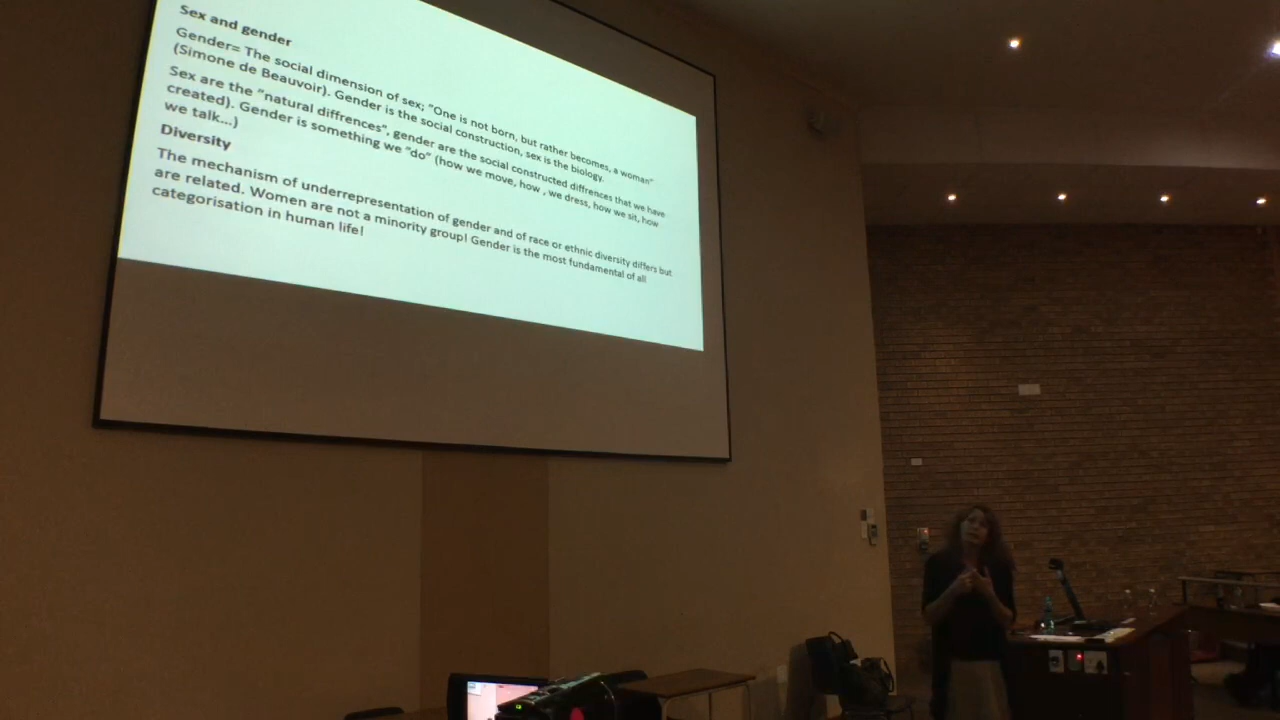 Sex and gender
Gender= The social dimension of sex; "One is not born, but rather becomes, a woman"
(Simone de Beauvoir). Gender is the social construction, sex is the biology.
Sex are the "natural diffrences", gender are the social constructed diffrences that we have
created). Gender is something we "do" (how we move, how , we dress, how we sit, how
we talk...)
Diversity
The mechanism of underrepresentation of gender and of race or ethnic diversity differs but
are related. Women are not a minority group! Gender is the most fundamental of all
categorisation in human life!